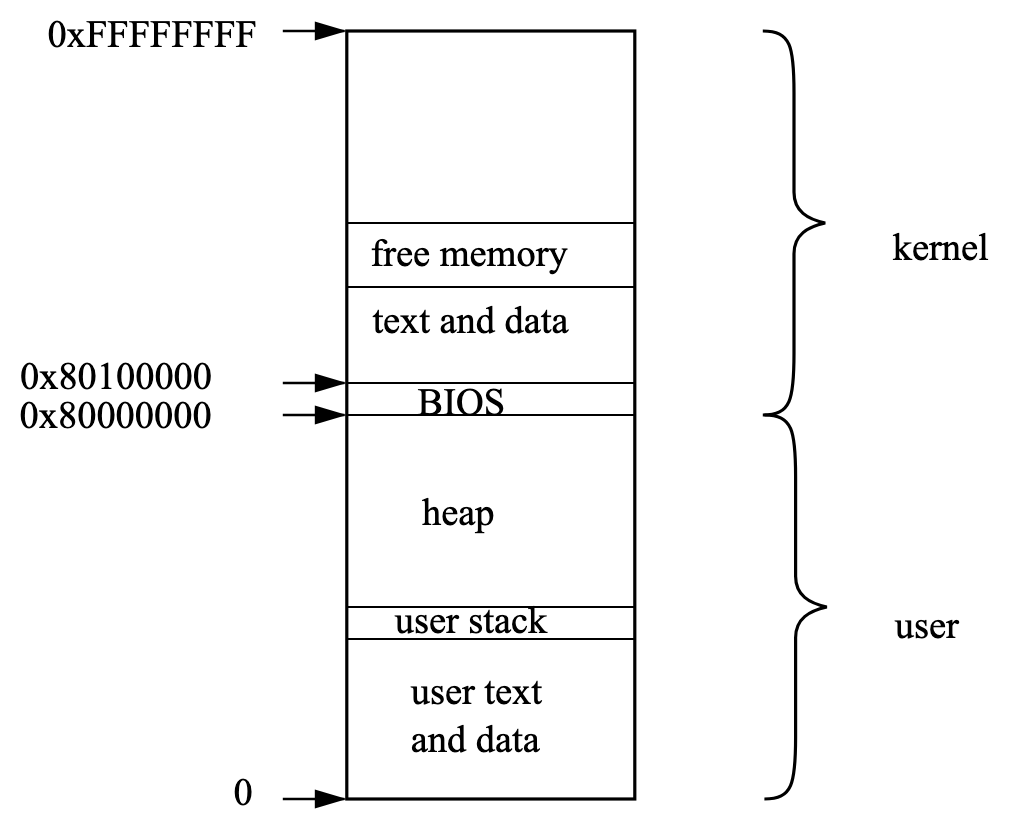 0xFFFFFFFF
free memory
kernel
text and data
0x80100000
BIOS
0x80000000
heap
user stack
user
user text
and data
0